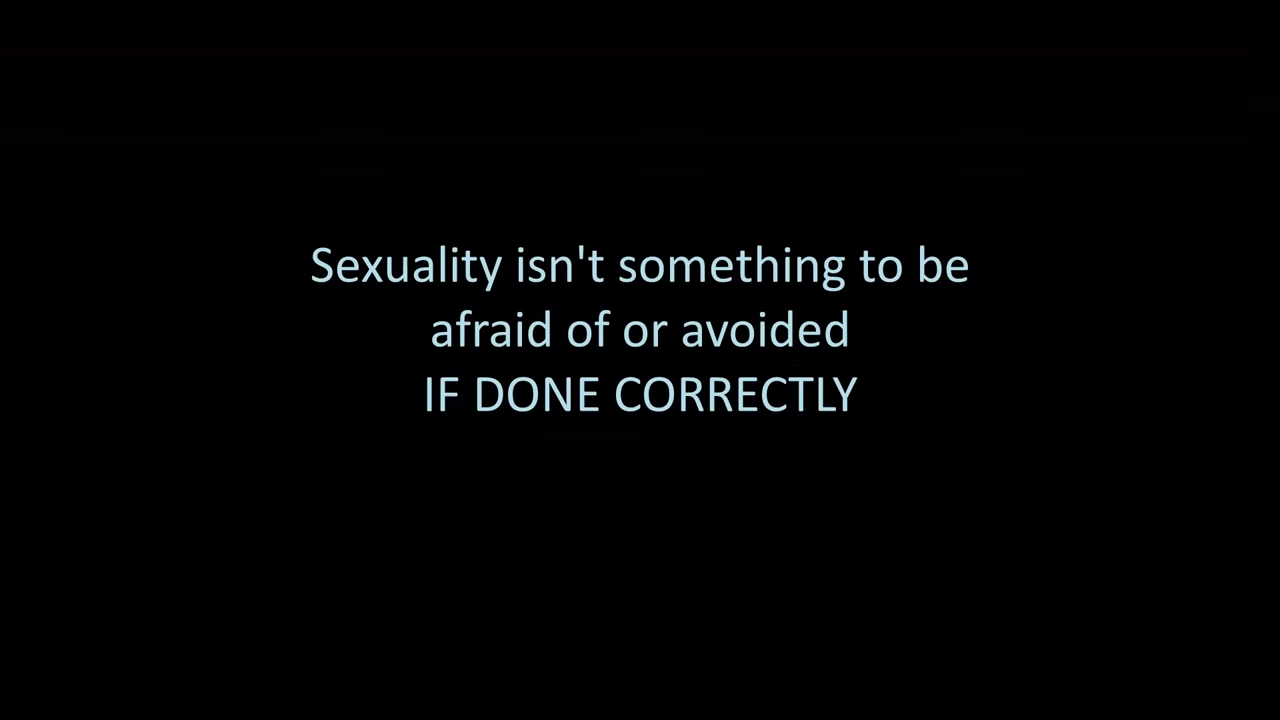 Sexuality isn't something to be
afraid of or avoided
IF DONE CORRECTLY